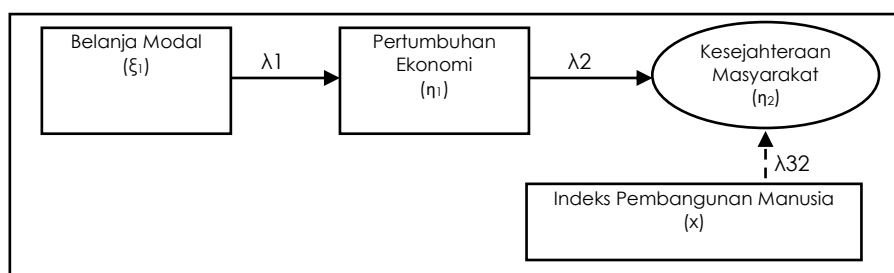 Belanja Modal
(ξ₁)
λ1
Pertumbuhan
Ekonomi
(η₁)
λ2
Kesejahteraan
Masyarakat
(η₂)
λ32
Indeks Pembangunan Manusia
(x)